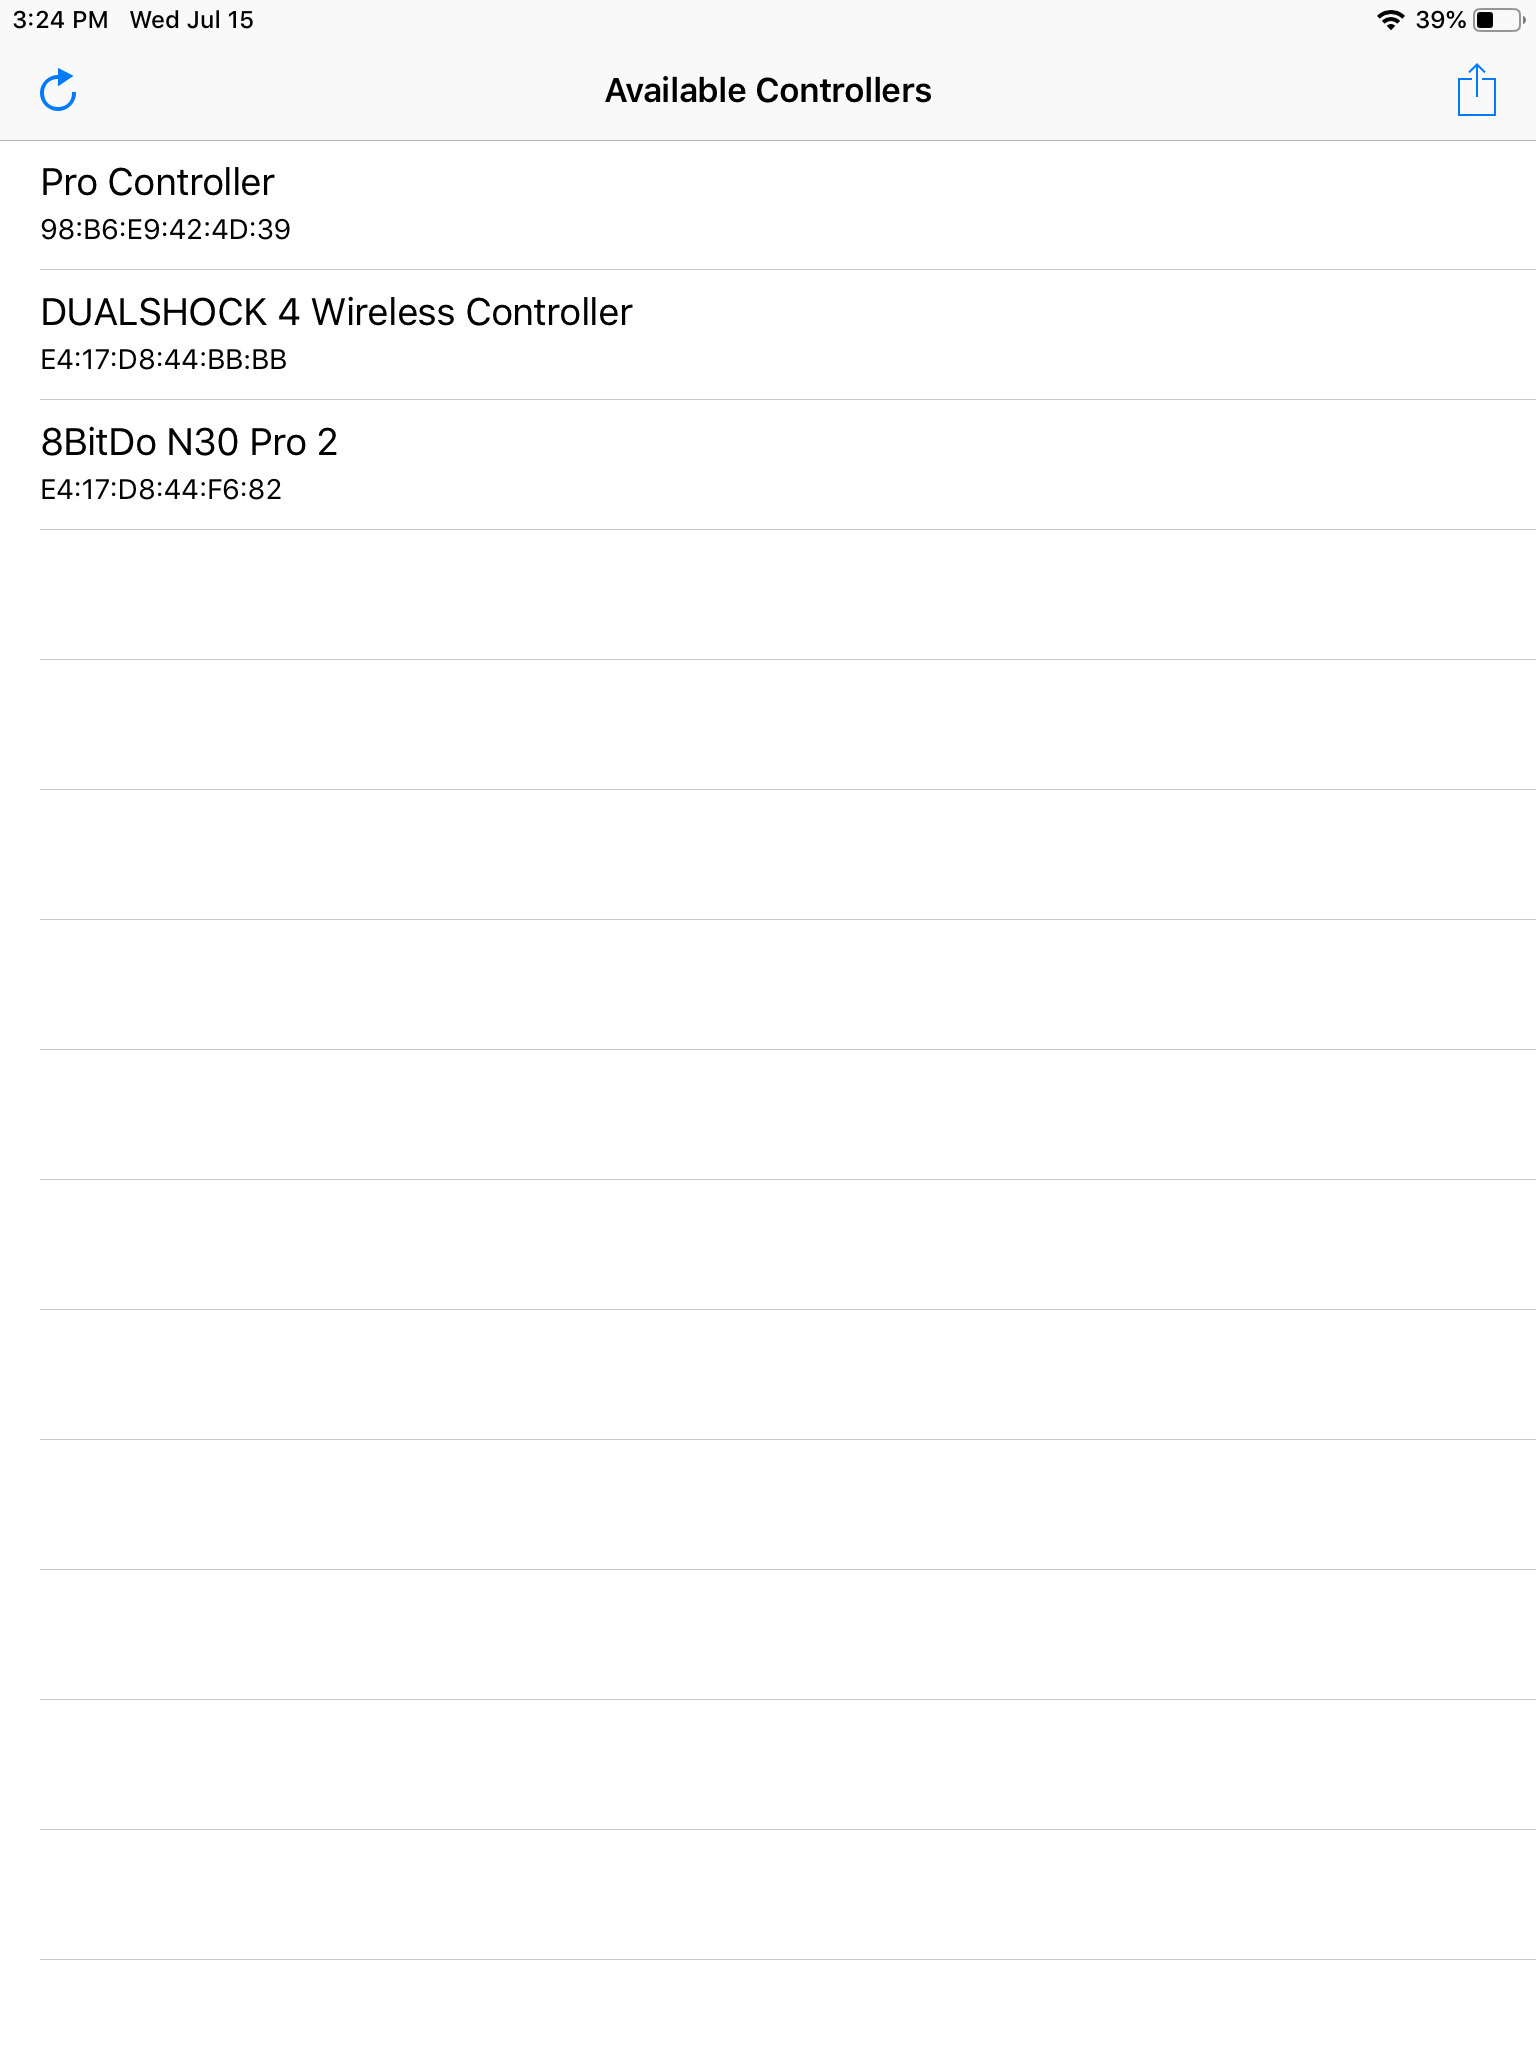 3:24 PM Wed Jul 15 39%
Available Controllers
Pro Controller
98:B6:E9:42:4D:39
DUALSHOCK 4 Wireless Controller
E4:17:D8:44:BB:BB
8BitDo N30 Pro 2
E4:17:D8:44:F6:82